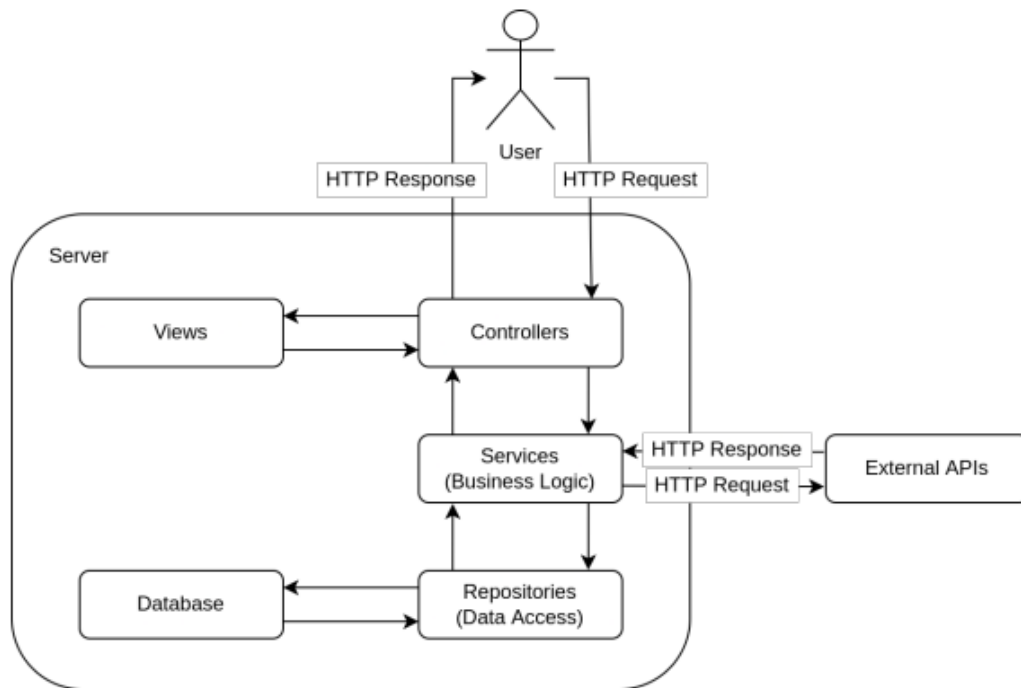 User
HTTP Response
HTTP Request
Server
Views
Controllers
Services
(Business Logic)
HTTP Response
HTTP Request
External APIs
Database
Repositories
(Data Access)